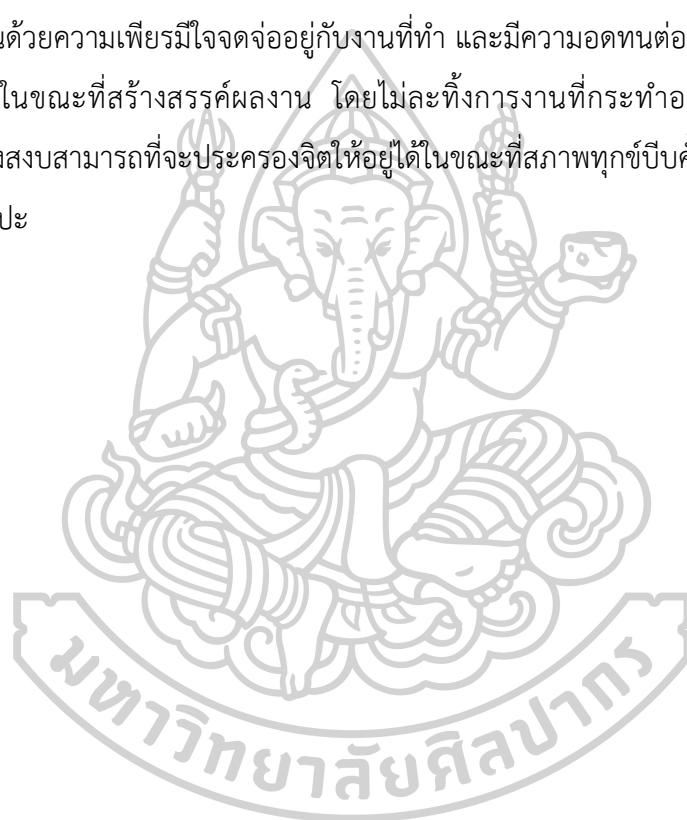 นด้วยความเพียรมีใจจดจ่ออยู่กับงานที่ทำ และมีความอดทนต่อ
ในขณะที่สร้างสรรค์ผลงาน โดยไม่ละทิ้งการงานที่กระทำอ
งสงบสามารถที่จะประครองจิตให้อยู่ได้ในขณะที่สภาพทุกข์บีบคั
ปะ
มหาวิทยาลัยศิลปากร